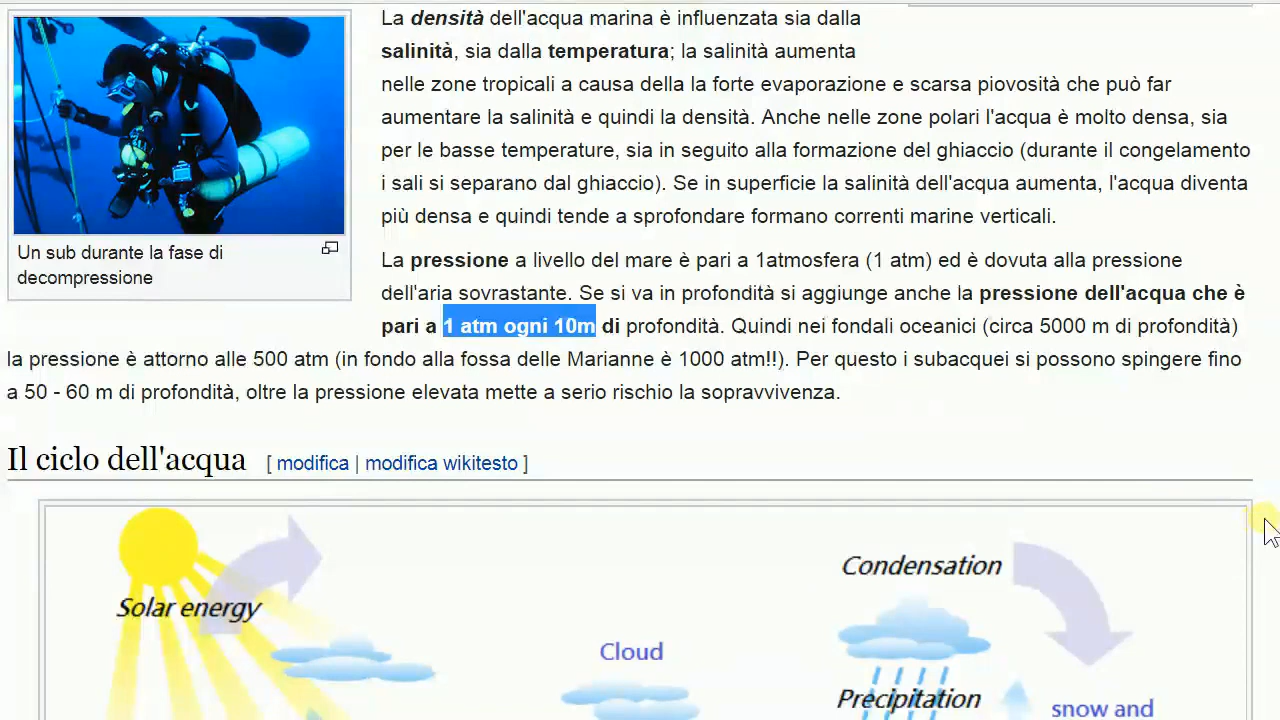 La densità dell'acqua marina è influenzata sia dalla
salinità, sia dalla temperatura; la salinità aumenta
nelle zone tropicali a causa della la forte evaporazione e scarsa piovosità che può far
aumentare la salinità e quindi la densità. Anche nelle zone polari l'acqua è molto densa, sia
per le basse temperature, sia in seguito alla formazione del ghiaccio (durante il congelamento
i sali si separano dal ghiaccio). Se in superficie la salinità dell'acqua aumenta, l'acqua diventa
più densa e quindi tende a sprofondare formano correnti marine verticali.
Un sub durante la fase di
decompressione
La pressione a livello del mare è pari a 1atmosfera (1 atm) ed è dovuta alla pressione
dell'aria sovrastante. Se si va in profondità si aggiunge anche la pressione dell'acqua che è
pari a 1 atm ogni 10m di profondità. Quindi nei fondali oceanici (circa 5000 m di profondità)
la pressione è attorno alle 500 atm (in fondo alla fossa delle Marianne è 1000 atm!!). Per questo i subacquei si possono spingere fino
a 50 - 60 m di profondità, oltre la pressione elevata mette a serio rischio la sopravvivenza.
Il ciclo dell'acqua [ modifica | modifica wikitesto ]
Condensation
Solar energy
Cloud
Precipitation
snow and